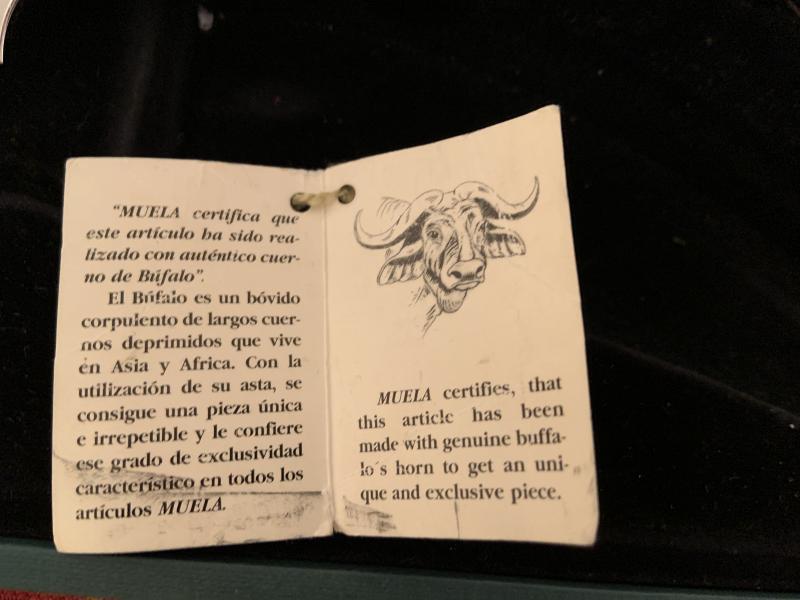 "MUELA certifica que
este artículo ha sido rea-
lizado con auténtico cuer-
no de Búfalo".
El Búfalo es un bóvido
corpulento de largos cuer-
nos deprimidos que vive
en Asia y Africa. Con la
utilización de su asta, se
consigue una pieza única
e irrepetible y le confiere
ese grado de exclusividad
característico en todos los
artículos MUELA.
MUELA certifies, that
this article has been
made with genuine buffa-
lo´s horn to get an uni-
que and exclusive piece.